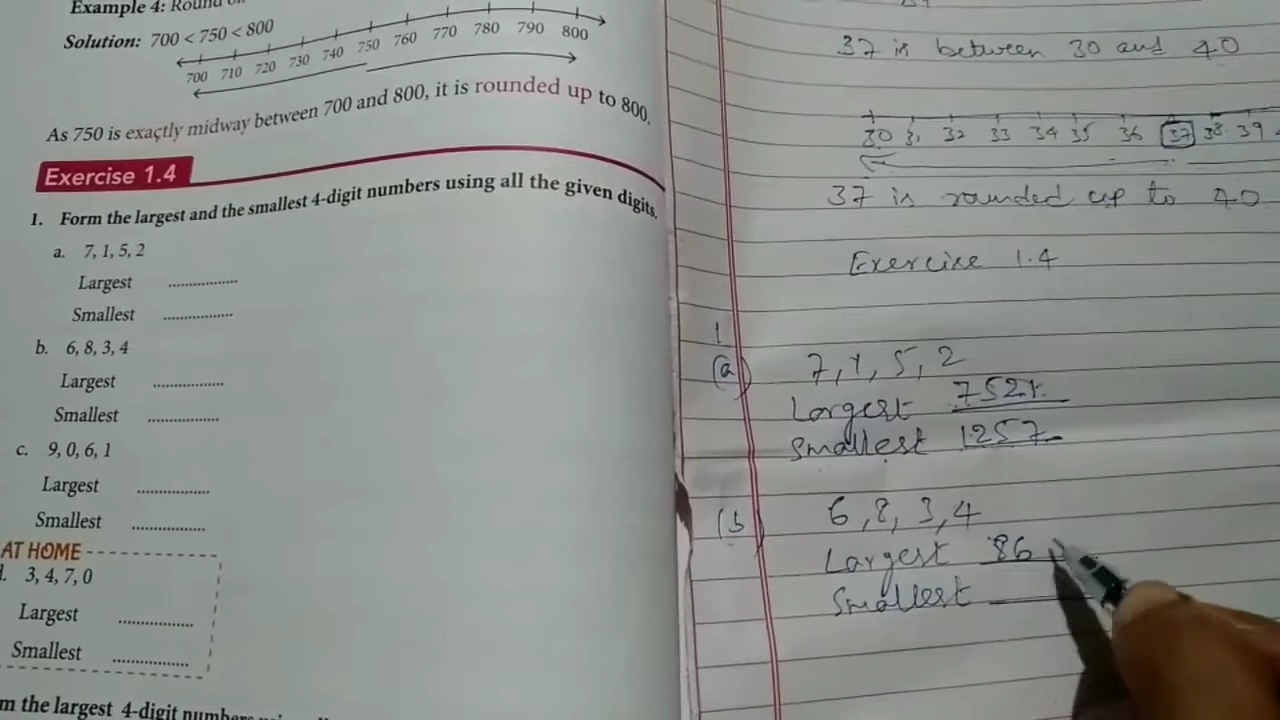 Example 4: Round
Solution: 700 < 750 < 800
700 710 720 730 740 750 760 770 780 790 800
As 750 is exactly midway between 700 and 800, it is rounded up to 800.
Exercise 1.4
1. Form the largest and the smallest 4-digit numbers using all the given digits.
a. 7, 1, 5, 2
Largest ..............
Smallest ..............
b. 6, 8, 3, 4
Largest ..............
Smallest ..............
c. 9, 0, 6, 1
Largest ..............
Smallest ..............
AT HOME
3, 4, 7, 0
Largest ..............
Smallest ..............
the largest 4-digit numbers
37 is between 30 and 40
30 31 32 33 34 35 36 37 38 39
37 is rounded up to 40
Exercise 1.4
1
(a) 7, 1, 5, 2
Largest 7521
Smallest 1257
(b) 6, 8, 3, 4
Largest 86
Smallest